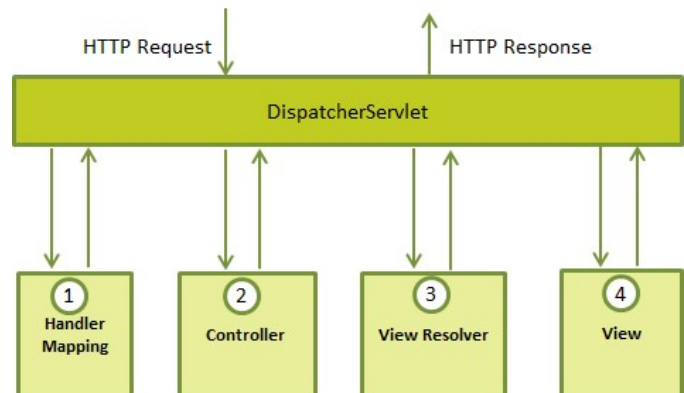 HTTP Request
HTTP Response
DispatcherServlet
1
Handler
Mapping
2
Controller
3
View Resolver
4
View